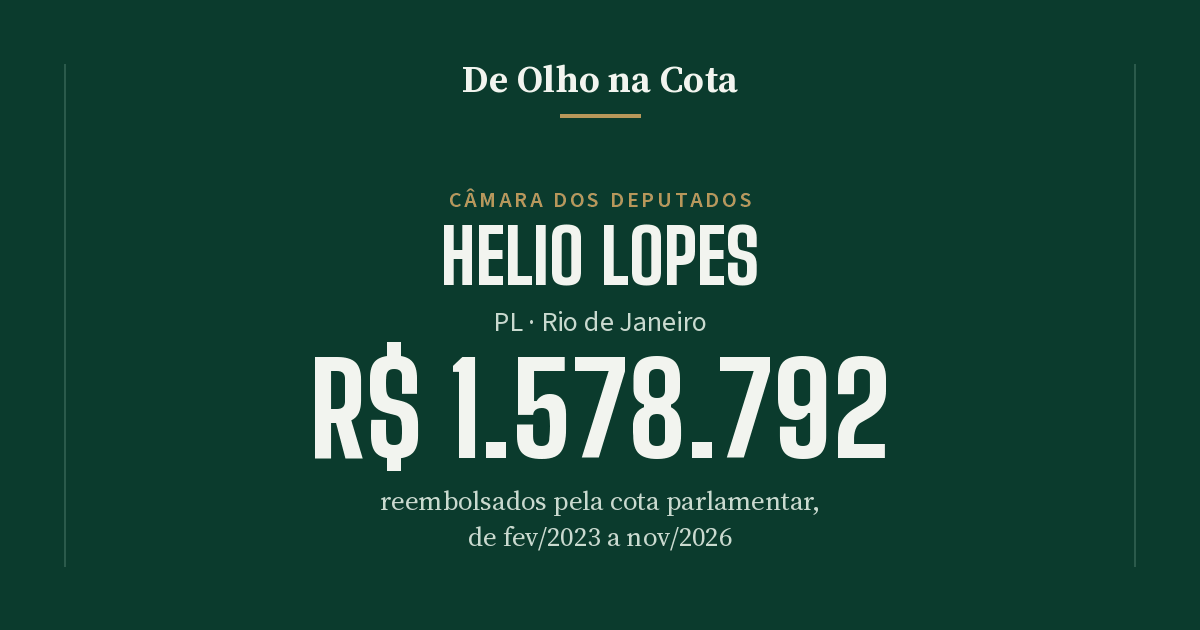 De Olho na Cota
CÂMARA DOS DEPUTADOS
HELIO LOPES
PL · Rio de Janeiro
R$ 1.578.792
reembolsados pela cota parlamentar,
de fev/2023 a nov/2026